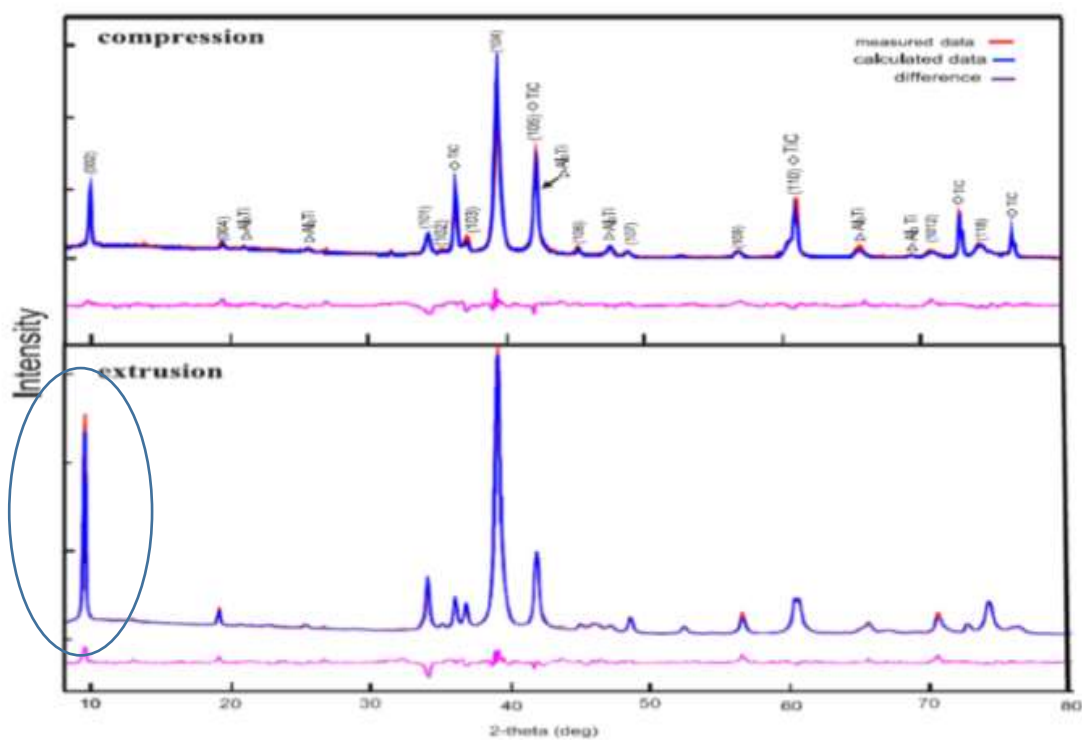 compression
measured data
calculated data
difference
(002)
(004)
▷Al₃Ti
▷Al₃Ti
(101)
(102)
◇TiC
(103)
(104)
(105) ◇TiC
▷Al₃Ti
(106)
▷Al₃Ti
(107)
(109)
(110) ◇TiC
▷Al₃Ti
▷Al₃Ti
(1012)
◇TiC
(118)
◇TiC
Intensity
extrusion
10 20 30 40 50 60 70 80
2-theta (deg)